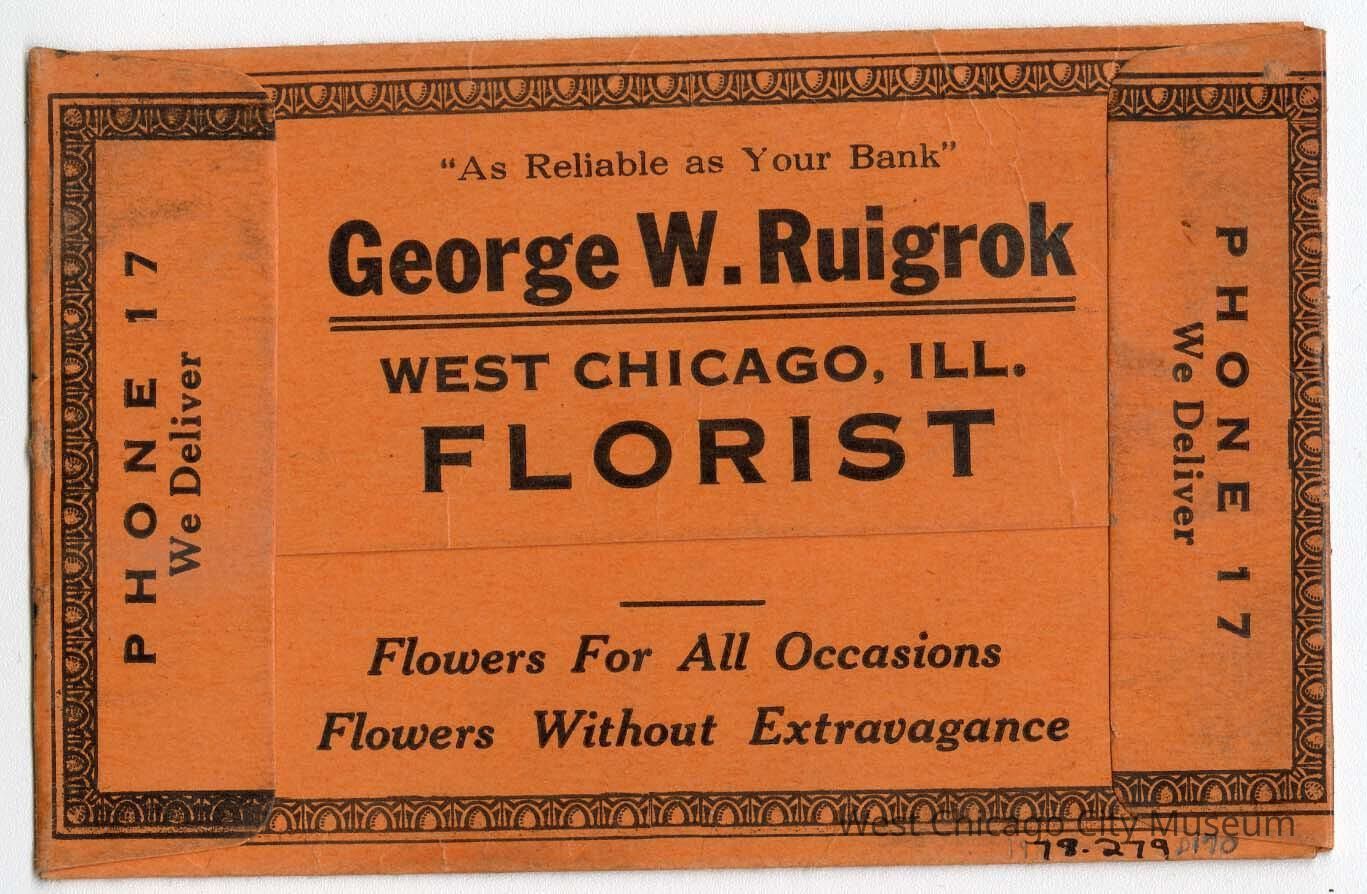 "As Reliable as Your Bank"
George W. Ruigrok
WEST CHICAGO, ILL.
FLORIST
Flowers For All Occasions
Flowers Without Extravagance
PHONE 17
We Deliver
PHONE 17
We Deliver
West Chicago City Museum
78.279